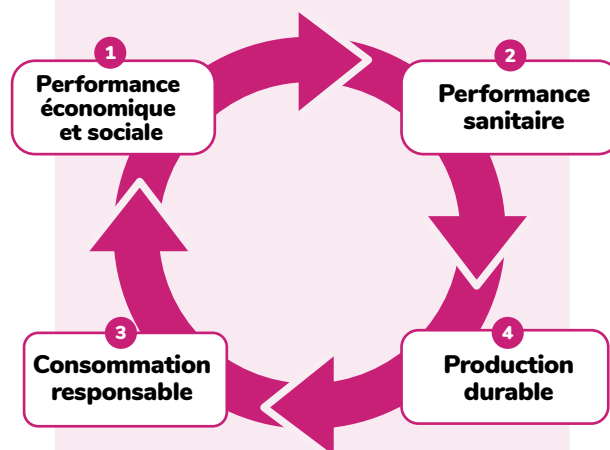 1
Performance
économique
et sociale
2
Performance
sanitaire
3
Consommation
responsable
4
Production
durable